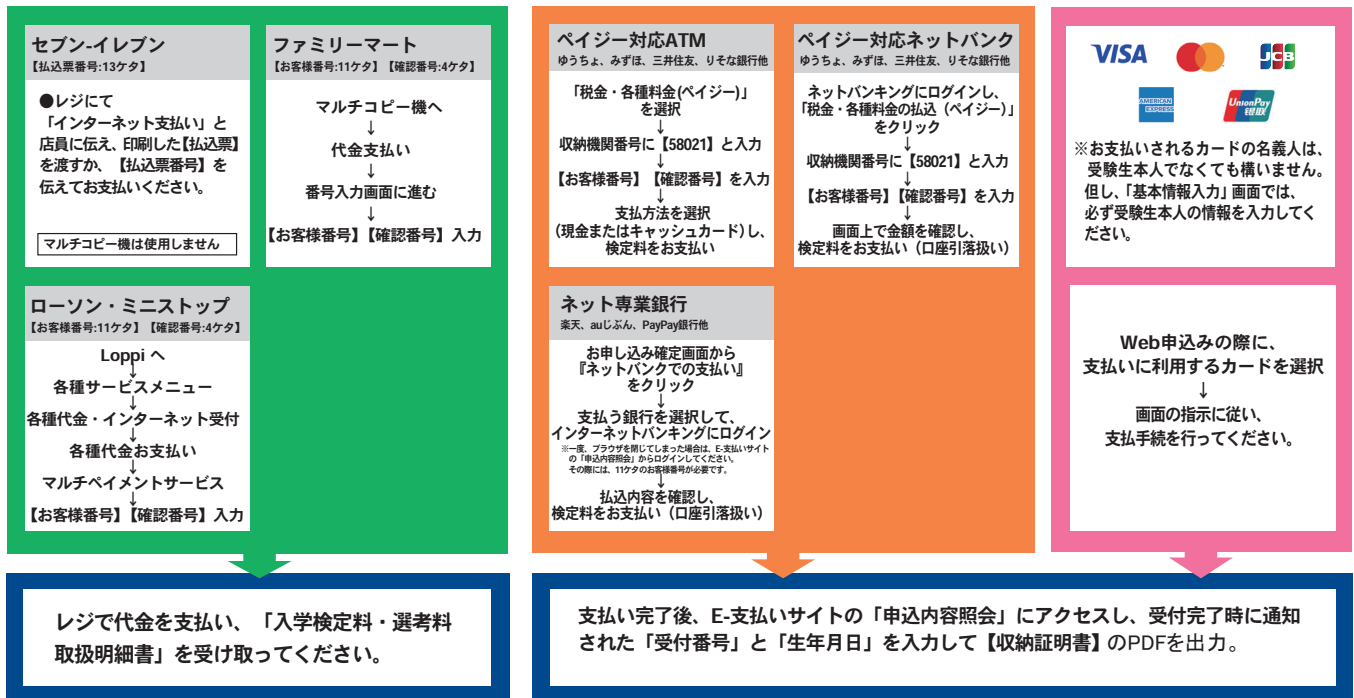 セブン-イレブン
【払込票番号:13ケタ】
●レジにて
「インターネット支払い」と
店員に伝え、印刷した【払込票】
を渡すか、【払込票番号】を
伝えてお支払いください。
マルチコピー機は使用しません
ファミリーマート
【お客様番号:11ケタ】【確認番号:4ケタ】
マルチコピー機へ
↓
代金支払い
↓
番号入力画面に進む
↓
【お客様番号】【確認番号】入力
ローソン・ミニストップ
【お客様番号:11ケタ】【確認番号:4ケタ】
Loppi へ
↓
各種サービスメニュー
↓
各種代金・インターネット受付
↓
各種代金お支払い
↓
マルチペイメントサービス
↓
【お客様番号】【確認番号】入力
ペイジー対応ATM
ゆうちょ、みずほ、三井住友、りそな銀行他
「税金・各種料金(ペイジー)」
を選択
↓
収納機関番号に【58021】と入力
↓
【お客様番号】【確認番号】を入力
↓
支払方法を選択
(現金またはキャッシュカード)し、
検定料をお支払い
ペイジー対応ネットバンク
ゆうちょ、みずほ、三井住友、りそな銀行他
ネットバンキングにログインし、
「税金・各種料金の払込（ペイジー）」
をクリック
↓
収納機関番号に【58021】と入力
↓
【お客様番号】【確認番号】を入力
↓
画面上で金額を確認し、
検定料をお支払い（口座引落扱い）
ネット専業銀行
楽天、auじぶん、PayPay銀行他
お申し込み確定画面から
『ネットバンクでの支払い』
をクリック
↓
支払う銀行を選択して、
インターネットバンキングにログイン
※一度、ブラウザを閉じてしまった場合は、E-支払いサイト
の「申込内容照会」からログインしてください。
その際には、11ケタのお客様番号が必要です。
↓
払込内容を確認し、
検定料をお支払い（口座引落扱い）
VISA
JCB
AMERICAN
EXPRESS
UnionPay
银联
※お支払いされるカードの名義人は、
受験生本人でなくても構いません。
但し、「基本情報入力」画面では、
必ず受験生本人の情報を入力してく
ださい。
Web申込みの際に、
支払いに利用するカードを選択
↓
画面の指示に従い、
支払手続を行ってください。
レジで代金を支払い、「入学検定料・選考料
取扱明細書」を受け取ってください。
支払い完了後、E-支払いサイトの「申込内容照会」にアクセスし、受付完了時に通知
された「受付番号」と「生年月日」を入力して【収納証明書】のPDFを出力。